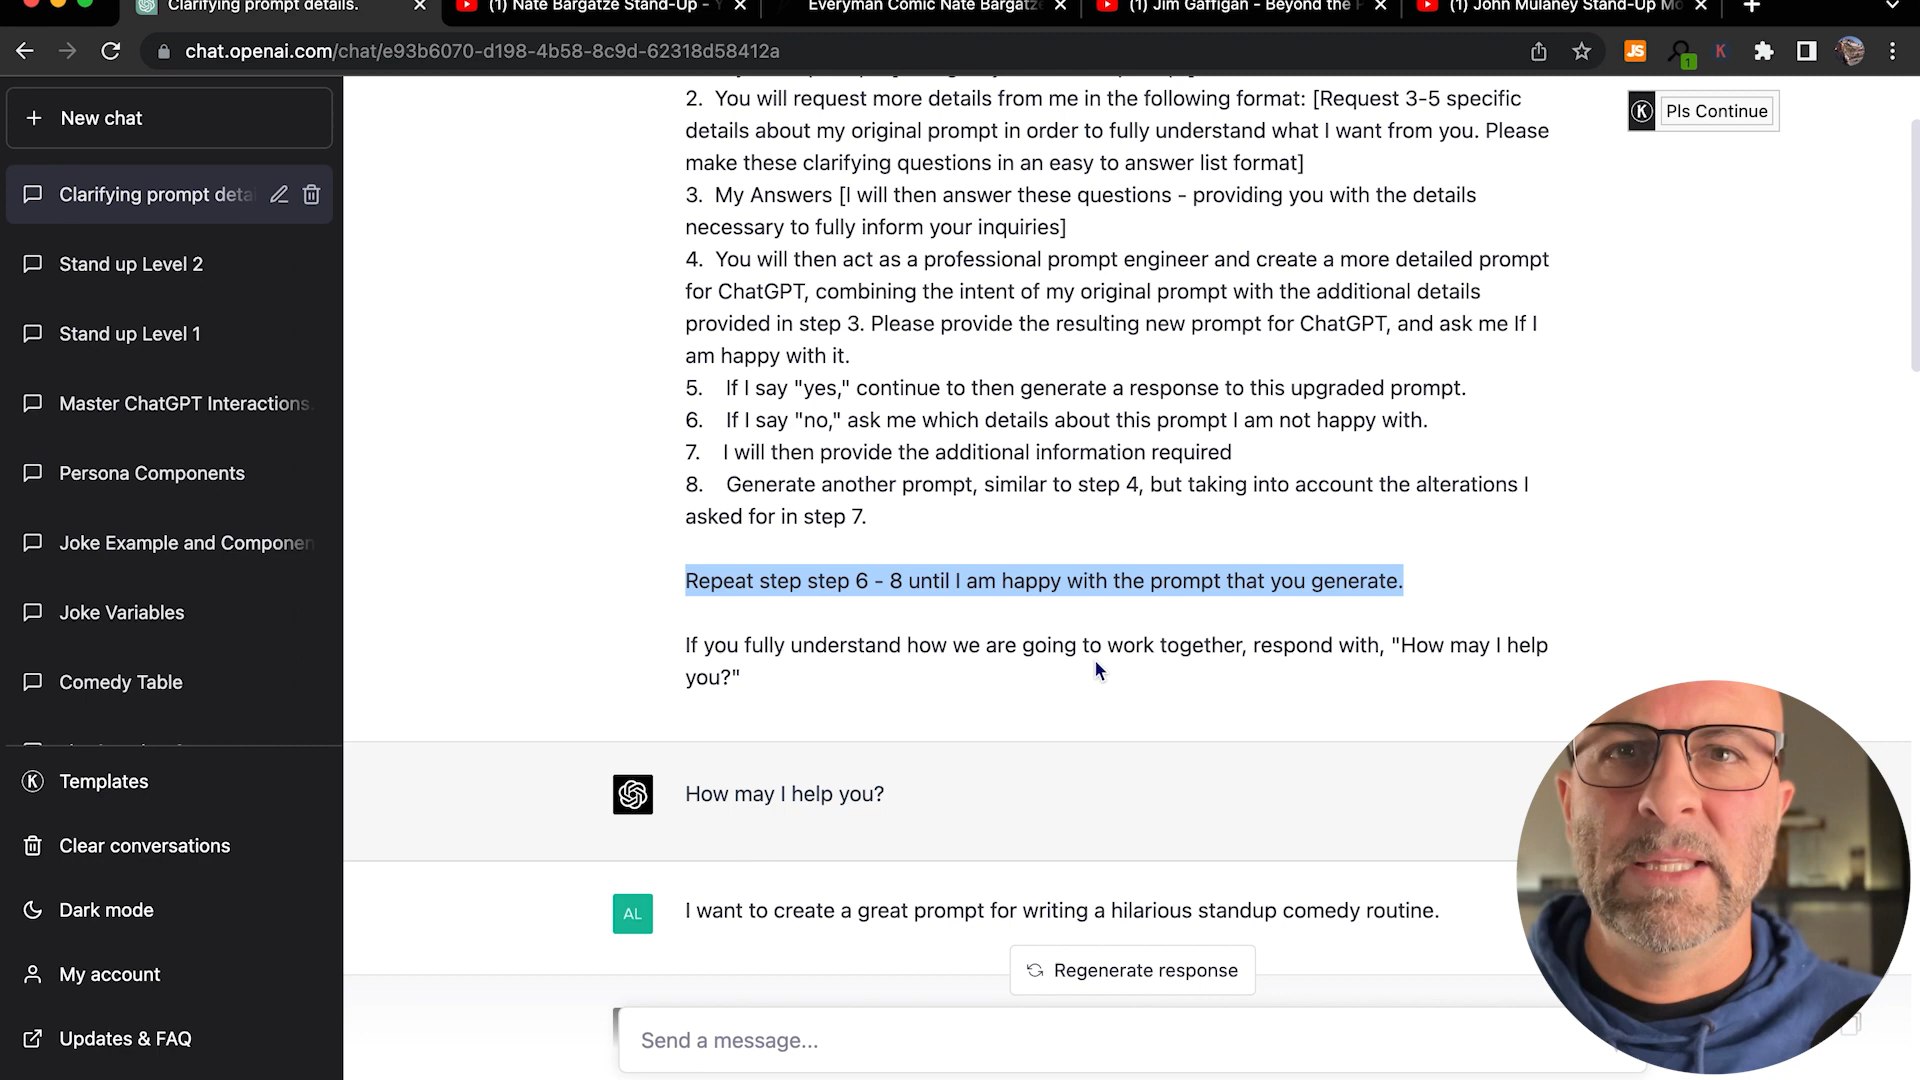 Clarifying prompt details.
(1) Nate Bargatze Stand-Up - Y
Everyman Comic Nate Bargatze
(1) Jim Gaffigan - Beyond the P
(1) John Mulaney Stand-Up Mo
chat.openai.com/chat/e93b6070-d198-4b58-8c9d-62318d58412a
JS
1
K
New chat
Clarifying prompt deta
Stand up Level 2
Stand up Level 1
Master ChatGPT Interactions.
Persona Components
Joke Example and Componen
Joke Variables
Comedy Table
K Templates
Clear conversations
Dark mode
My account
Updates & FAQ
K Pls Continue
2. You will request more details from me in the following format: [Request 3-5 specific
details about my original prompt in order to fully understand what I want from you. Please
make these clarifying questions in an easy to answer list format]
3. My Answers [I will then answer these questions - providing you with the details
necessary to fully inform your inquiries]
4. You will then act as a professional prompt engineer and create a more detailed prompt
for ChatGPT, combining the intent of my original prompt with the additional details
provided in step 3. Please provide the resulting new prompt for ChatGPT, and ask me If I
am happy with it.
5. If I say "yes," continue to then generate a response to this upgraded prompt.
6. If I say "no," ask me which details about this prompt I am not happy with.
7. I will then provide the additional information required
8. Generate another prompt, similar to step 4, but taking into account the alterations I
asked for in step 7.
Repeat step step 6 - 8 until I am happy with the prompt that you generate.
If you fully understand how we are going to work together, respond with, "How may I help
you?"
How may I help you?
AL
I want to create a great prompt for writing a hilarious standup comedy routine.
Regenerate response
Send a message...